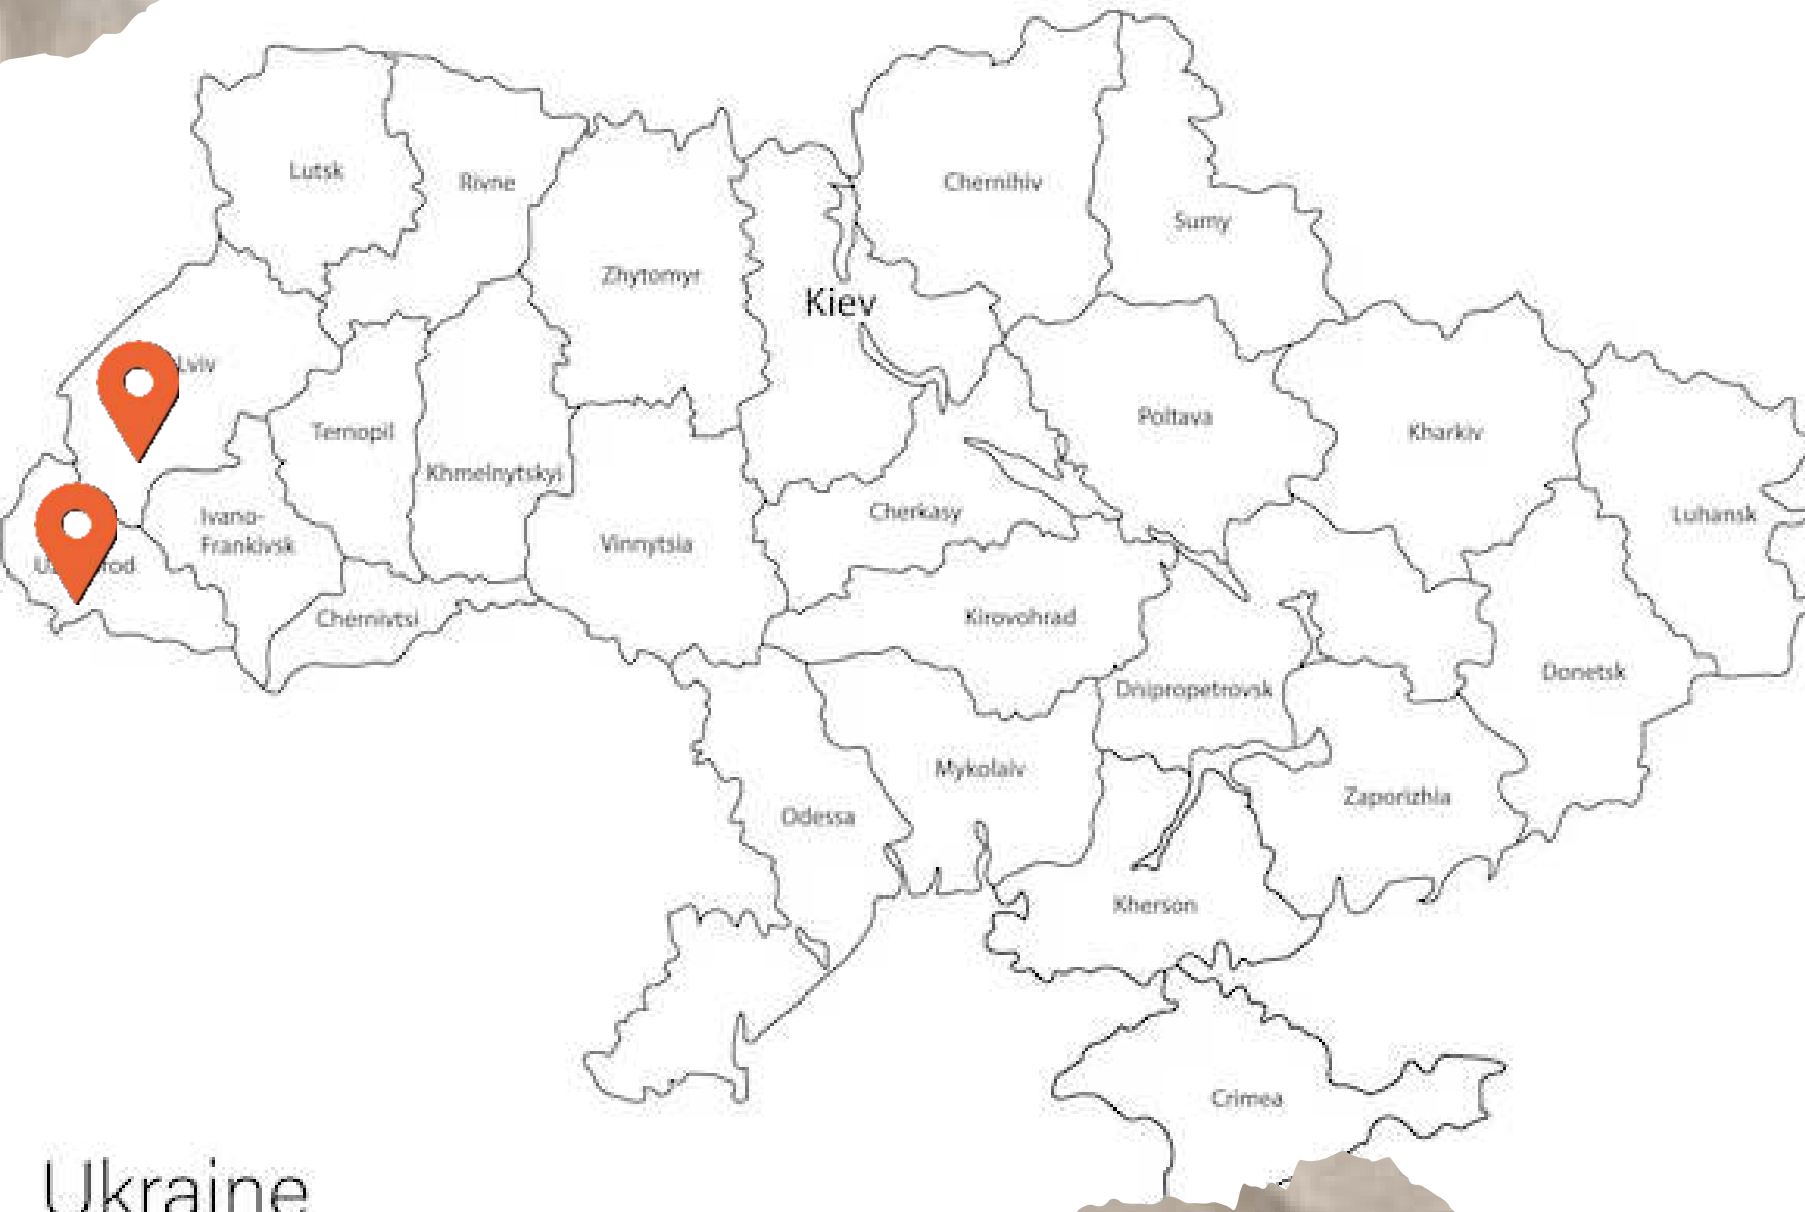 Lutsk
Rivne
Chernihiv
Sumy
Zhytomyr
Kiev
Lviv
Ternopil
Poltava
Kharkiv
Khmelnytskyi
Ivano-
Frankivsk
Cherkasy
Luhansk
Vinnytsia
Chernivtsi
Kirovohrad
Donetsk
Dnipropetrovsk
Mykolaiv
Odessa
Zaporizhia
Kherson
Crimea
Ukraine